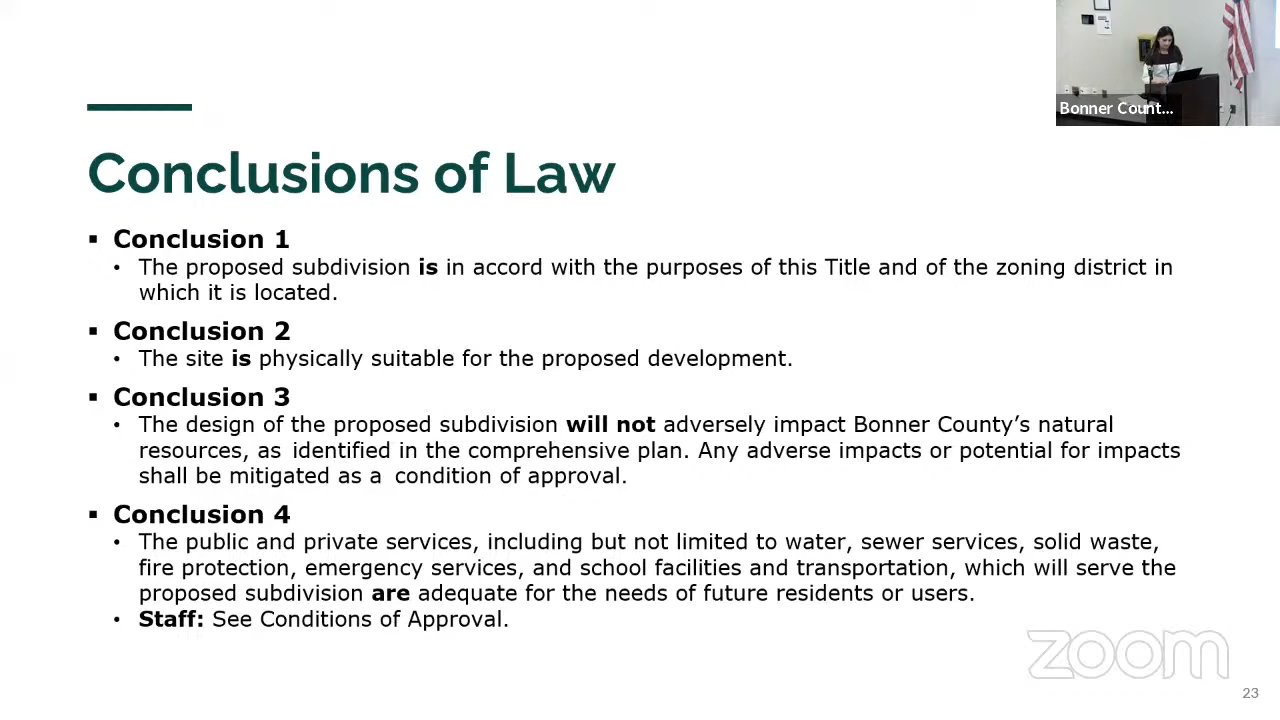 Bonner Count...
Conclusions of Law
▪ Conclusion 1
• The proposed subdivision is in accord with the purposes of this Title and of the zoning district in
which it is located.
▪ Conclusion 2
• The site is physically suitable for the proposed development.
▪ Conclusion 3
• The design of the proposed subdivision will not adversely impact Bonner County’s natural
resources, as identified in the comprehensive plan. Any adverse impacts or potential for impacts
shall be mitigated as a condition of approval.
▪ Conclusion 4
• The public and private services, including but not limited to water, sewer services, solid waste,
fire protection, emergency services, and school facilities and transportation, which will serve the
proposed subdivision are adequate for the needs of future residents or users.
• Staff: See Conditions of Approval.
zoom
23